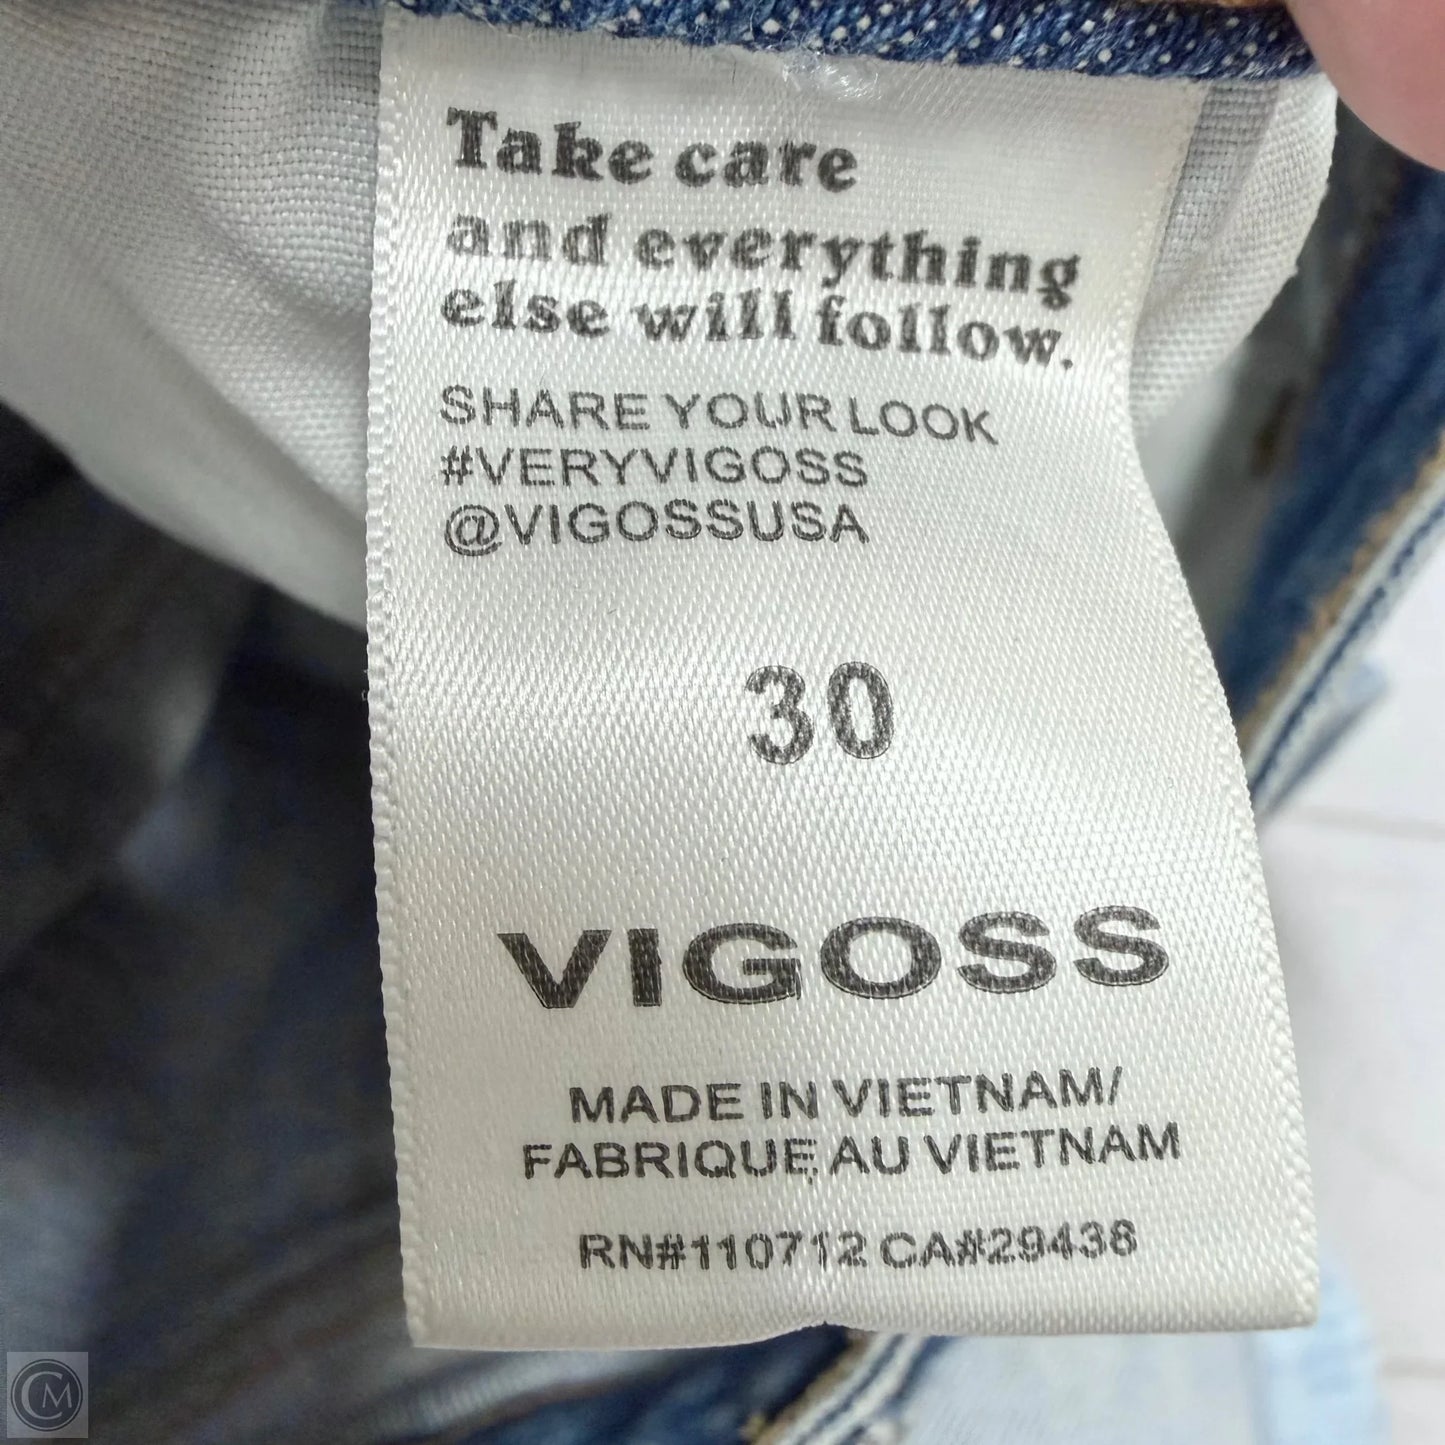 Take care
and everything
else will follow.
SHARE YOUR LOOK
#VERYVIGOSS
@VIGOSSUSA
30
VIGOSS
MADE IN VIETNAM/
FABRIQUE AU VIETNAM
RN#110712 CA#29436
CM